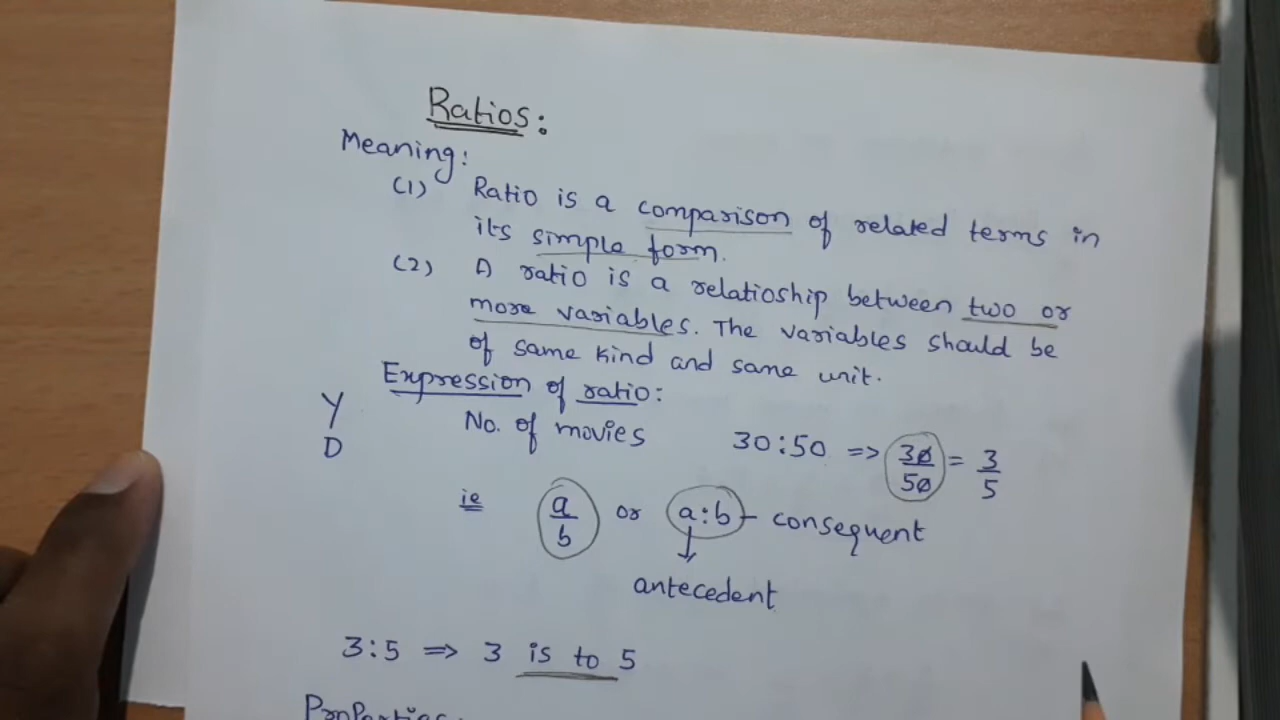 Ratios:
Meaning:
(1) Ratio is a comparison of related terms in
its simple form.
(2) A ratio is a relatioship between two or
more variables. The variables should be
of same kind and same unit.
Expression of ratio:
Y
D
No. of movies 30:50 => 30/50 = 3/5
ie a/b or a:b - consequent
antecedent
3:5 => 3 is to 5
Properties: